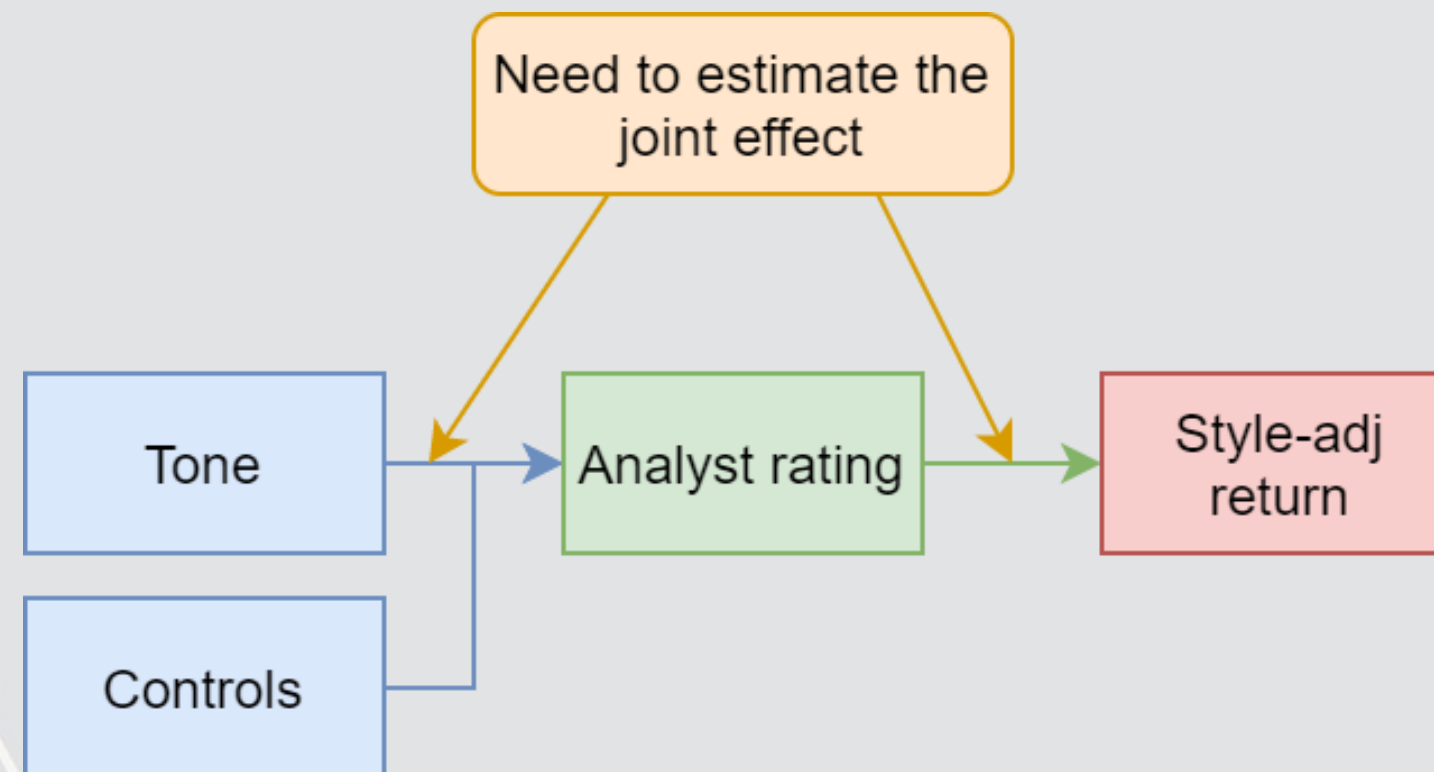 Need to estimate the
joint effect
Tone
Analyst rating
Style-adj
return
Controls